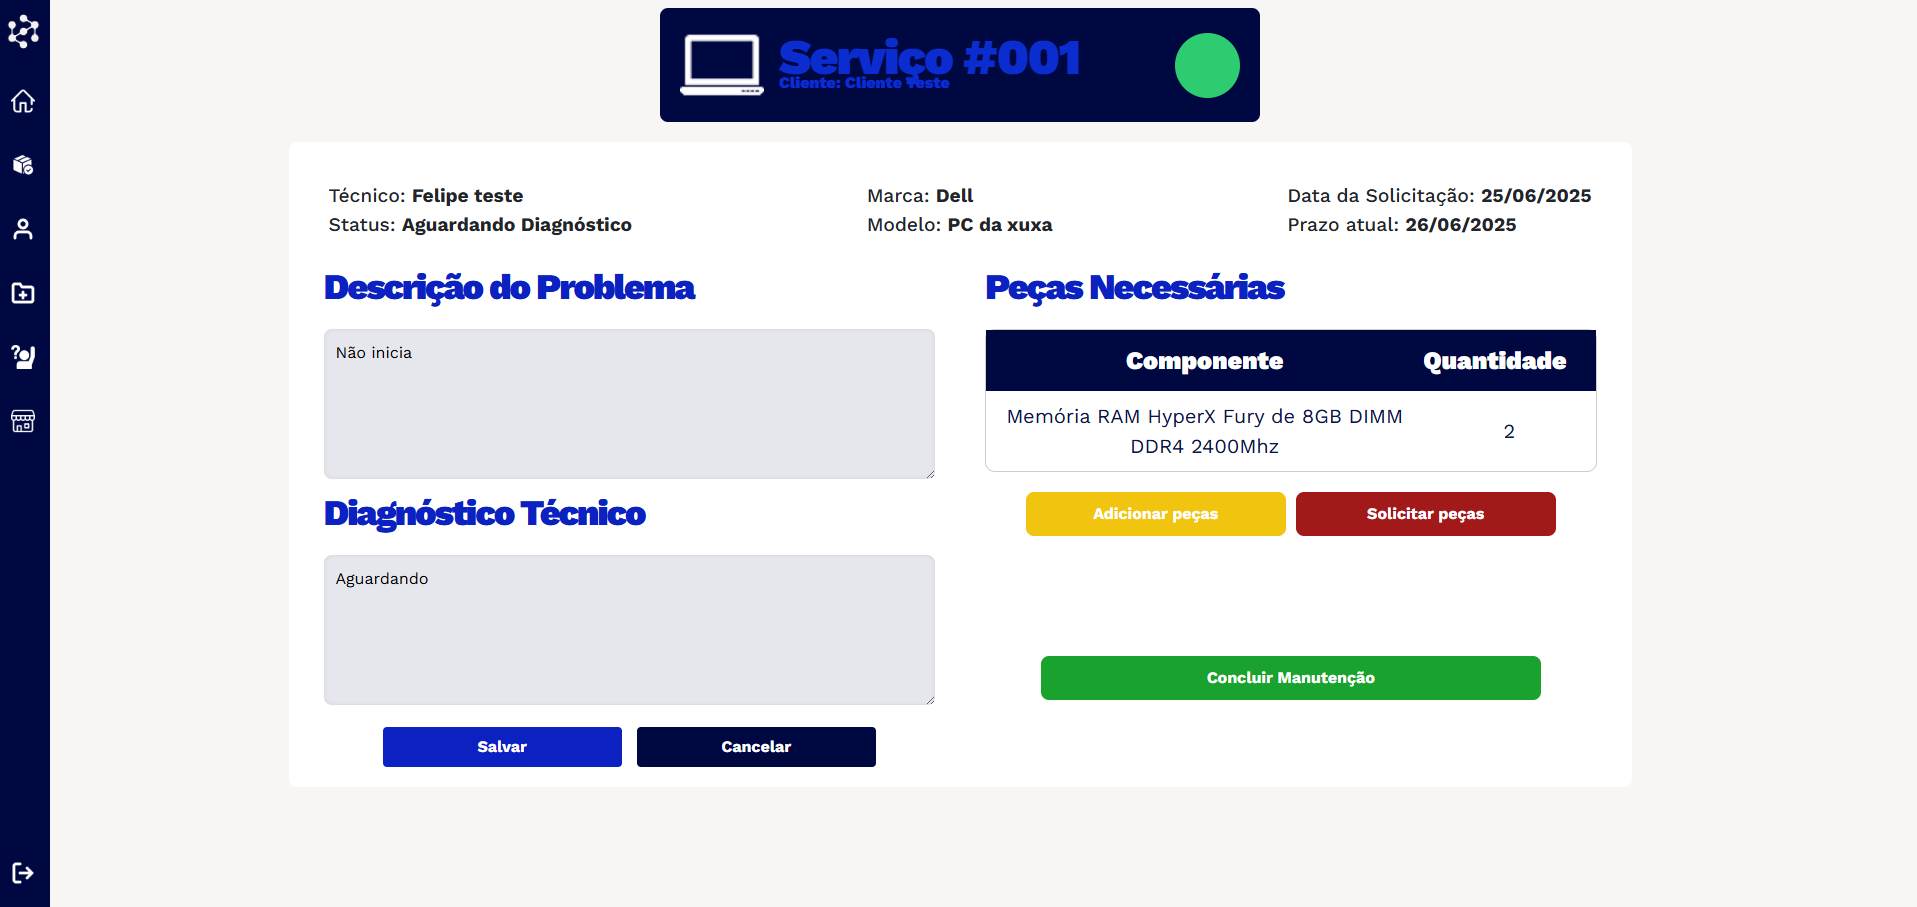 Serviço #001
Cliente: Cliente Teste
Técnico: Felipe teste
Status: Aguardando Diagnóstico
Marca: Dell
Modelo: PC da xuxa
Data da Solicitação: 25/06/2025
Prazo atual: 26/06/2025
Descrição do Problema
Não inicia
Diagnóstico Técnico
Aguardando
Salvar
Cancelar
Peças Necessárias
Componente Quantidade
Memória RAM HyperX Fury de 8GB DIMM
DDR4 2400Mhz
2
Adicionar peças
Solicitar peças
Concluir Manutenção